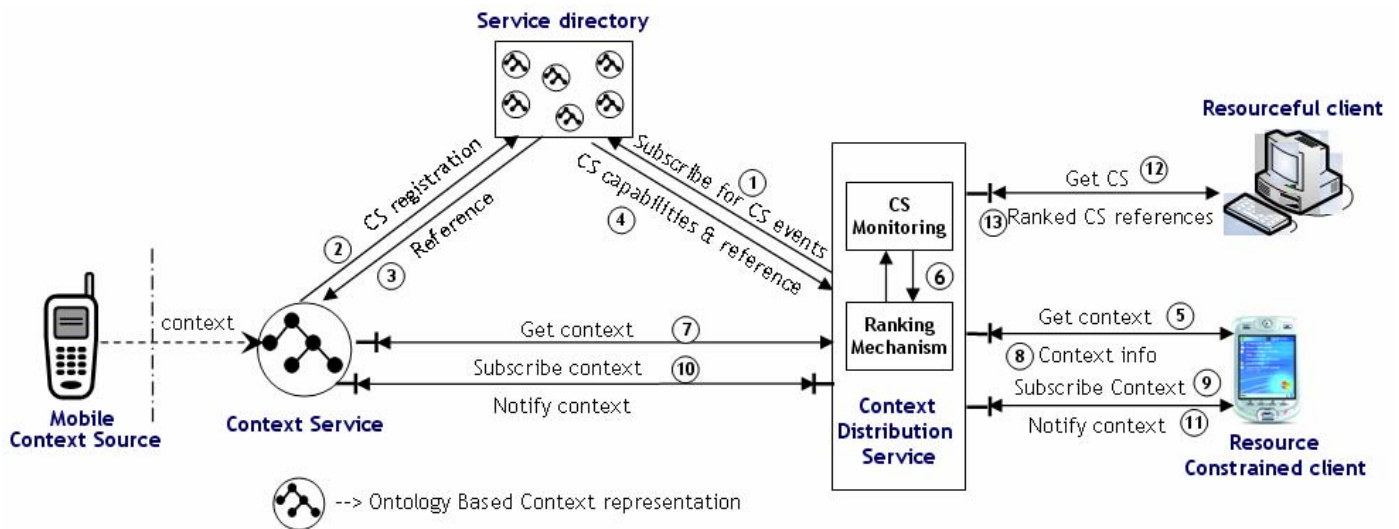 Service directory
Resourceful client
CS registration
2
Reference
3
Subscribe for CS events
1
CS capabilities & reference
4
CS
Monitoring
6
Ranking
Mechanism
Get CS 12
13 Ranked CS references
context
Get context 7
Subscribe context 10
Notify context
Get context 5
8 Context info
Subscribe Context 9
Notify context 11
Mobile
Context Source
Context Service
Context
Distribution
Service
Resource
Constrained client
--> Ontology Based Context representation